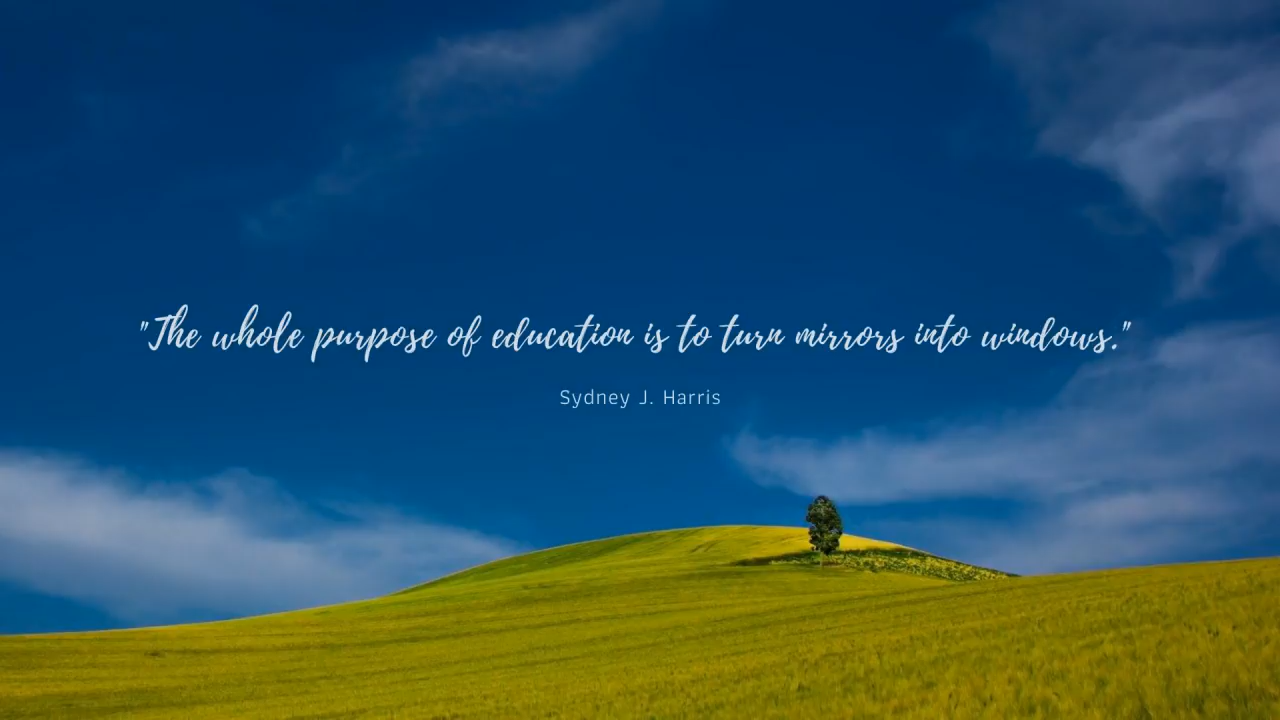 "The whole purpose of education is to turn mirrors into windows."
Sydney J. Harris